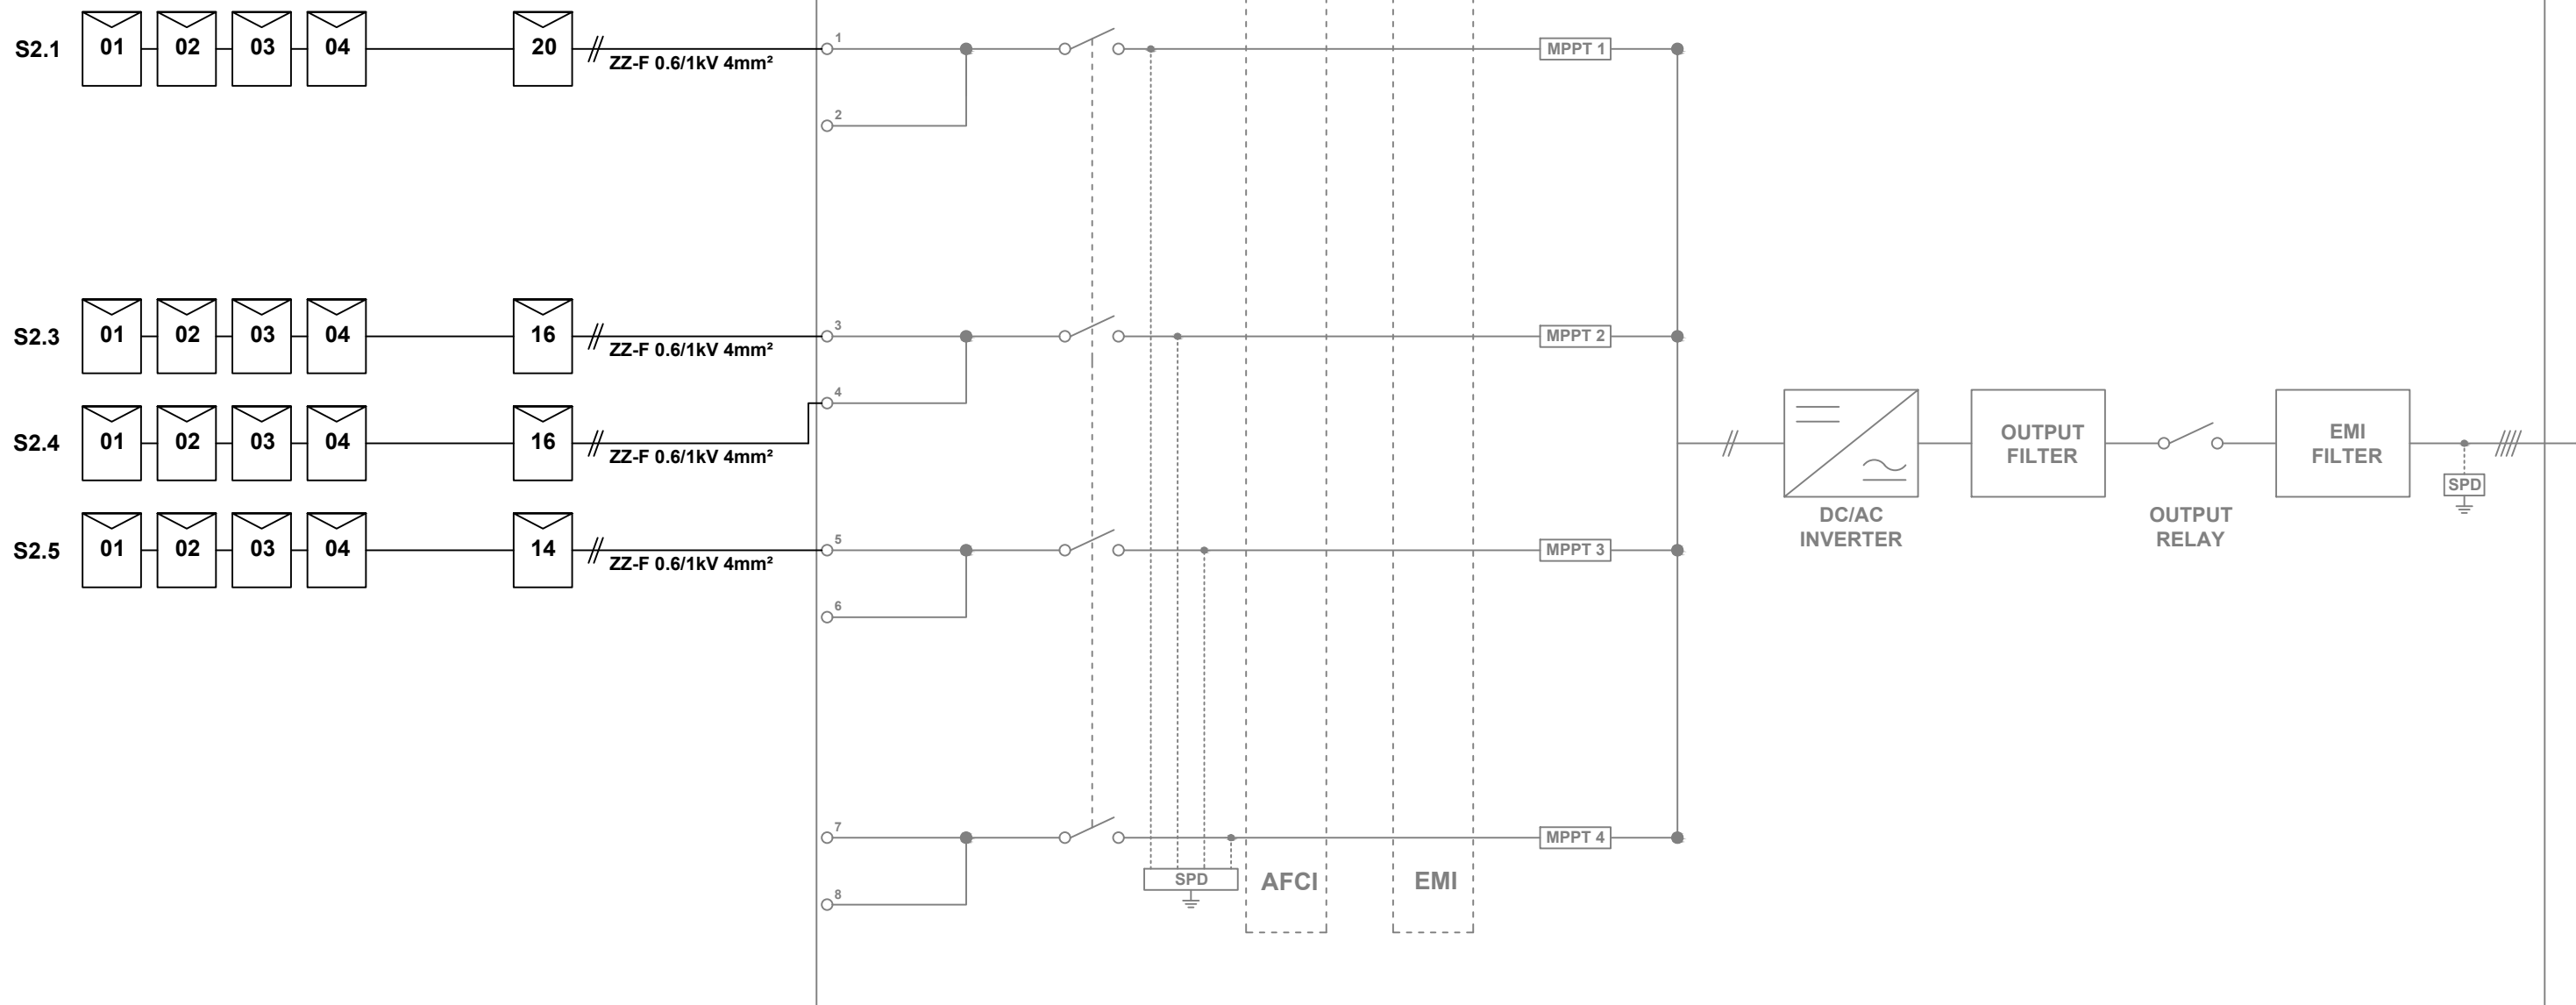 S2.1 01 02 03 04 20 ZZ-F 0.6/1kV 4mm² 1 MPPT 1
2
S2.3 01 02 03 04 16 ZZ-F 0.6/1kV 4mm² 3 MPPT 2
4
S2.4 01 02 03 04 16 ZZ-F 0.6/1kV 4mm²
OUTPUT
FILTER
EMI
FILTER
SPD
DC/AC
INVERTER
OUTPUT
RELAY
S2.5 01 02 03 04 14 ZZ-F 0.6/1kV 4mm² 5 MPPT 3
6
7 MPPT 4
SPD AFCI EMI
8